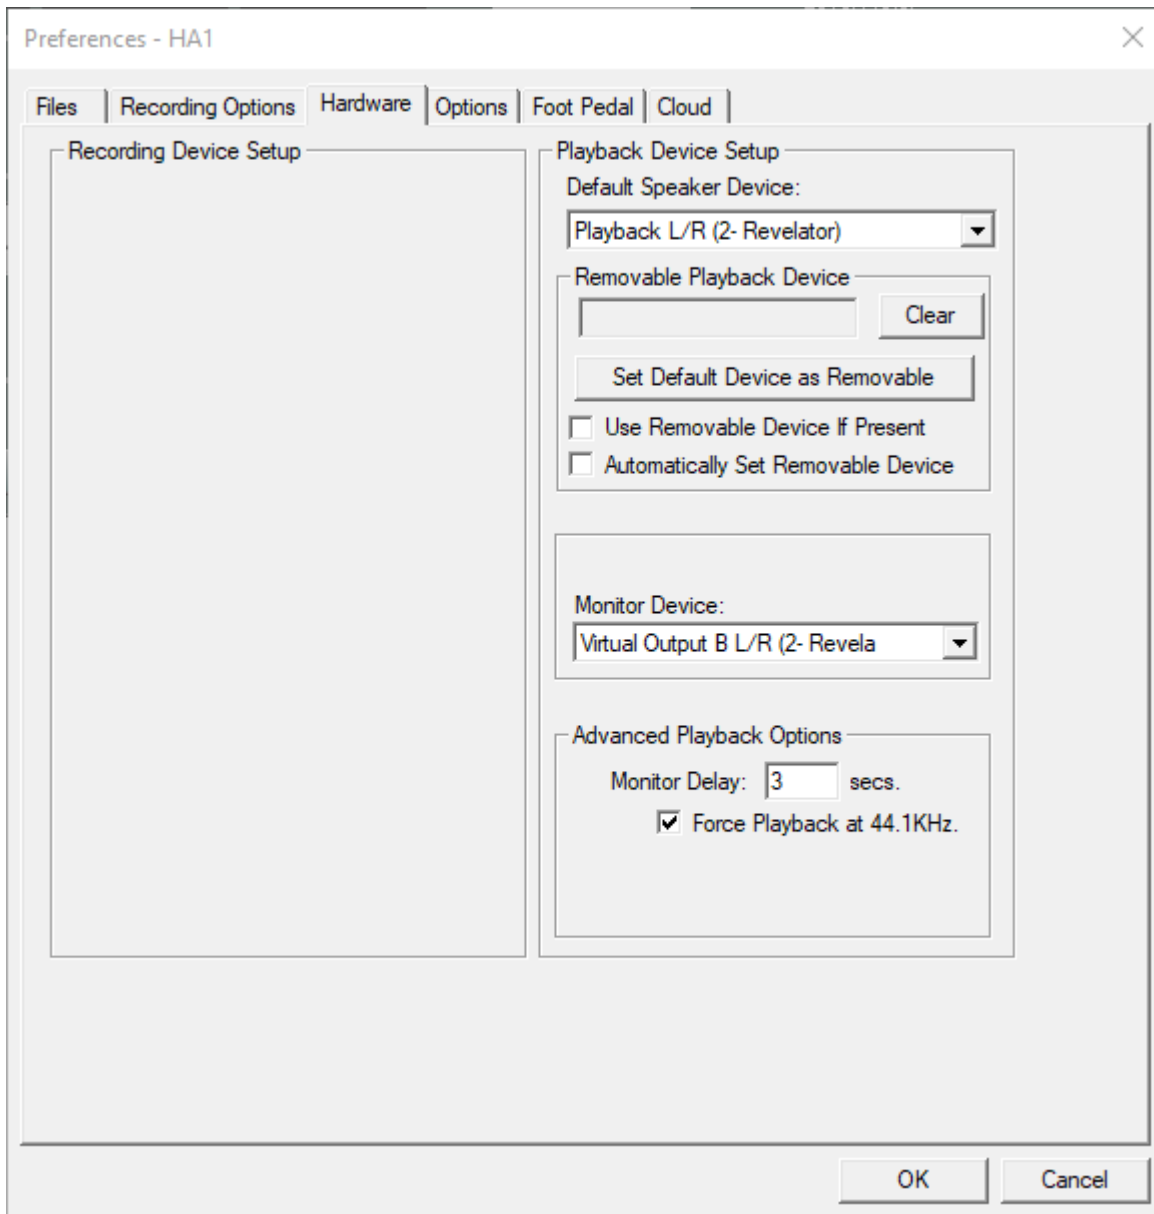 Preferences - HA1
Files
Recording Options
Hardware
Options
Foot Pedal
Cloud
Recording Device Setup
Playback Device Setup
Default Speaker Device:
Playback L/R (2- Revelator)
Removable Playback Device
Clear
Set Default Device as Removable
Use Removable Device If Present
Automatically Set Removable Device
Monitor Device:
Virtual Output B L/R (2- Revela
Advanced Playback Options
Monitor Delay: 3 secs.
Force Playback at 44.1KHz.
OK
Cancel